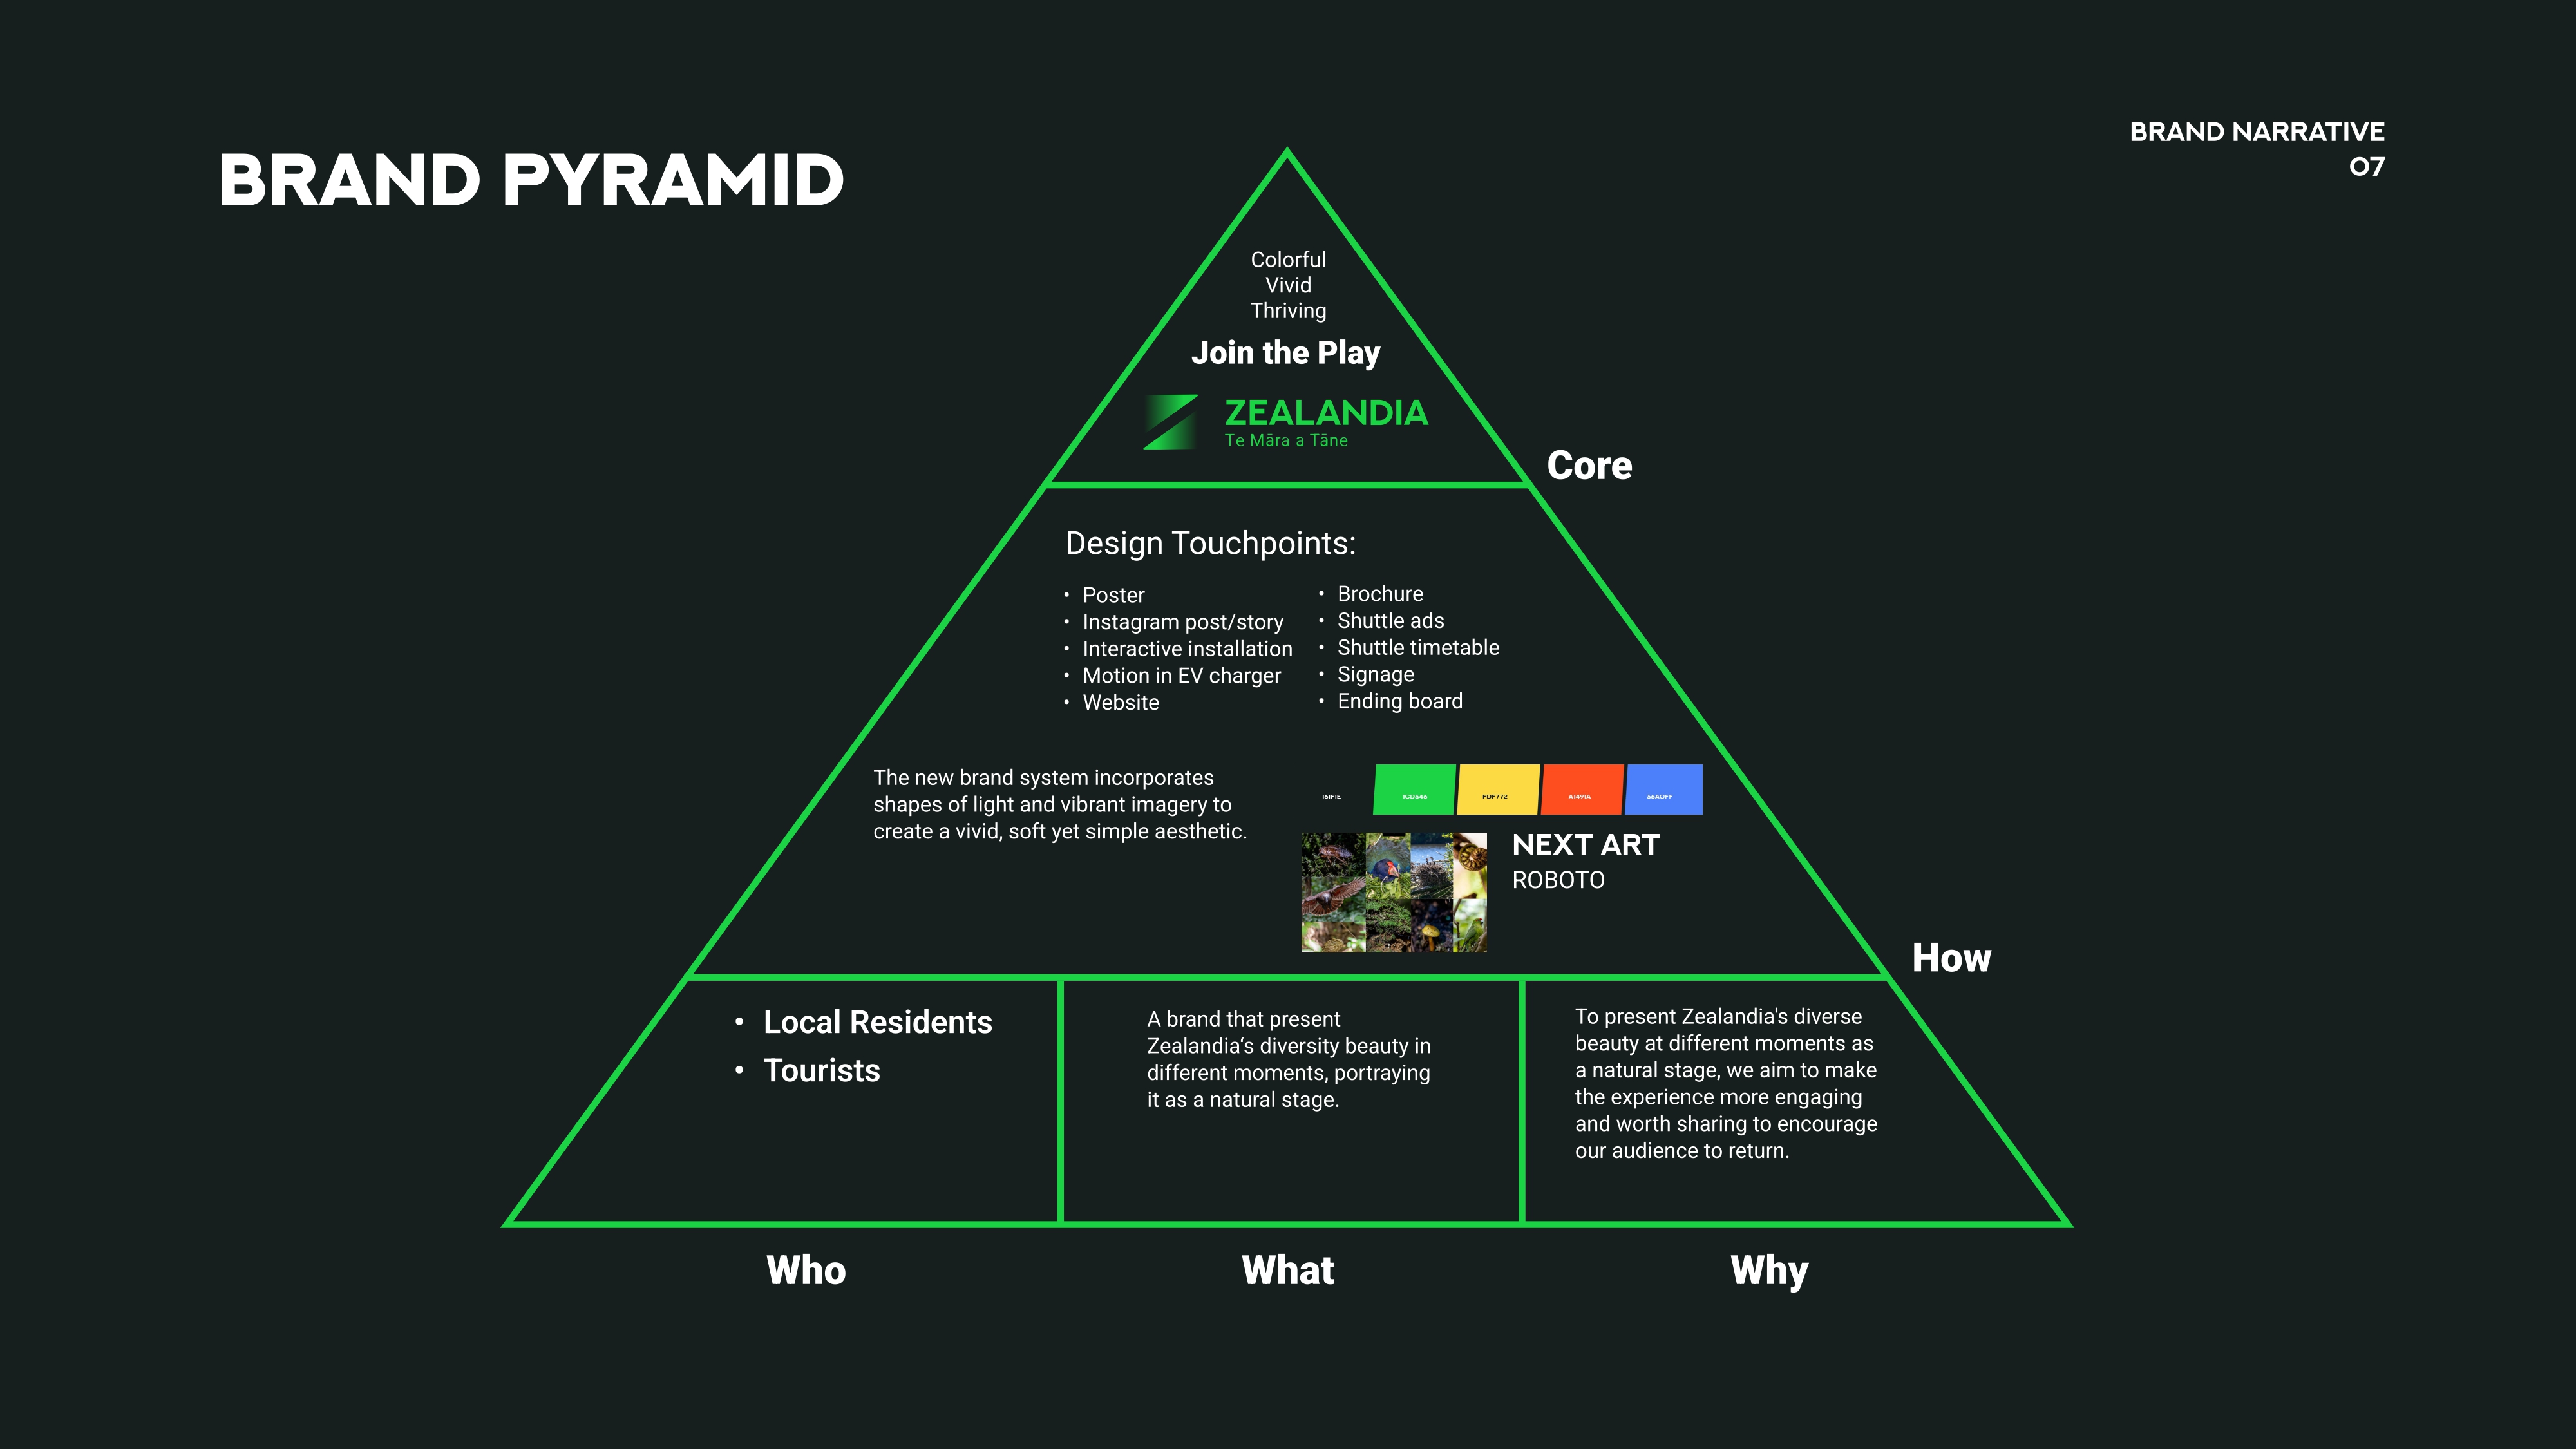 BRAND PYRAMID
BRAND NARRATIVE
07
Colorful
Vivid
Thriving
Join the Play
ZEALANDIA
Te Māra a Tāne
Core
Design Touchpoints:
• Poster
• Instagram post/story
• Interactive installation
• Motion in EV charger
• Website
• Brochure
• Shuttle ads
• Shuttle timetable
• Signage
• Ending board
The new brand system incorporates
shapes of light and vibrant imagery to
create a vivid, soft yet simple aesthetic.
161F1E
1CD346
FDF772
A1491A
56A0FF
NEXT ART
ROBOTO
How
• Local Residents
• Tourists
A brand that present
Zealandia‘s diversity beauty in
different moments, portraying
it as a natural stage.
To present Zealandia's diverse
beauty at different moments as
a natural stage, we aim to make
the experience more engaging
and worth sharing to encourage
our audience to return.
Who
What
Why